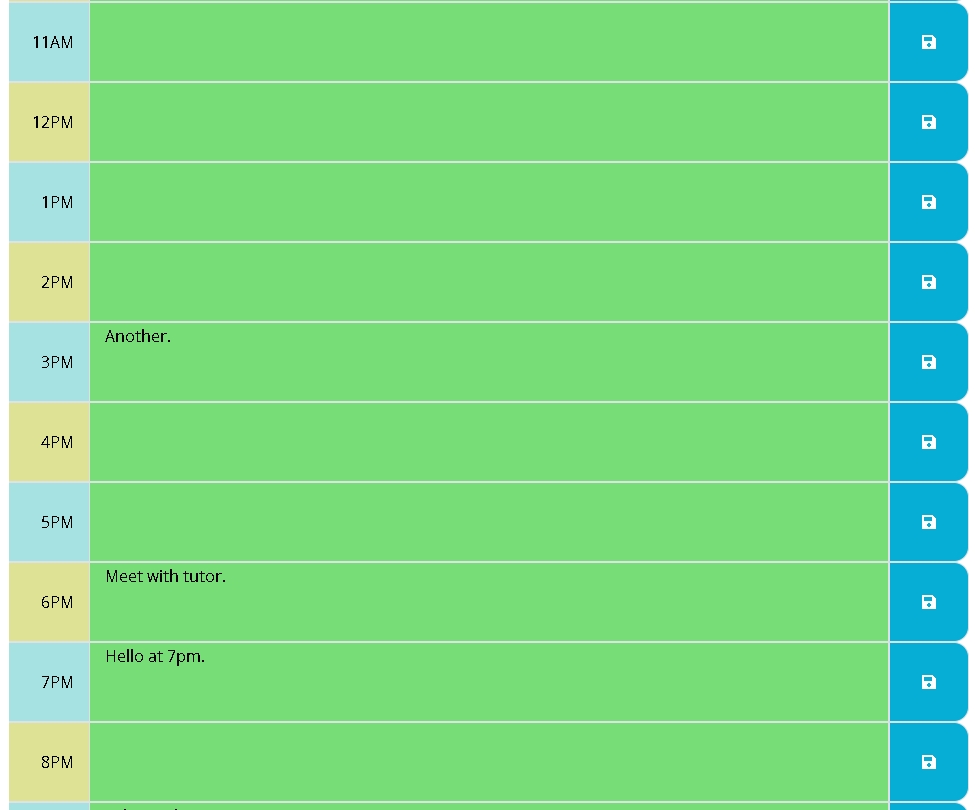 11AM
12PM
1PM
2PM
3PM Another.
4PM
5PM
6PM Meet with tutor.
7PM Hello at 7pm.
8PM